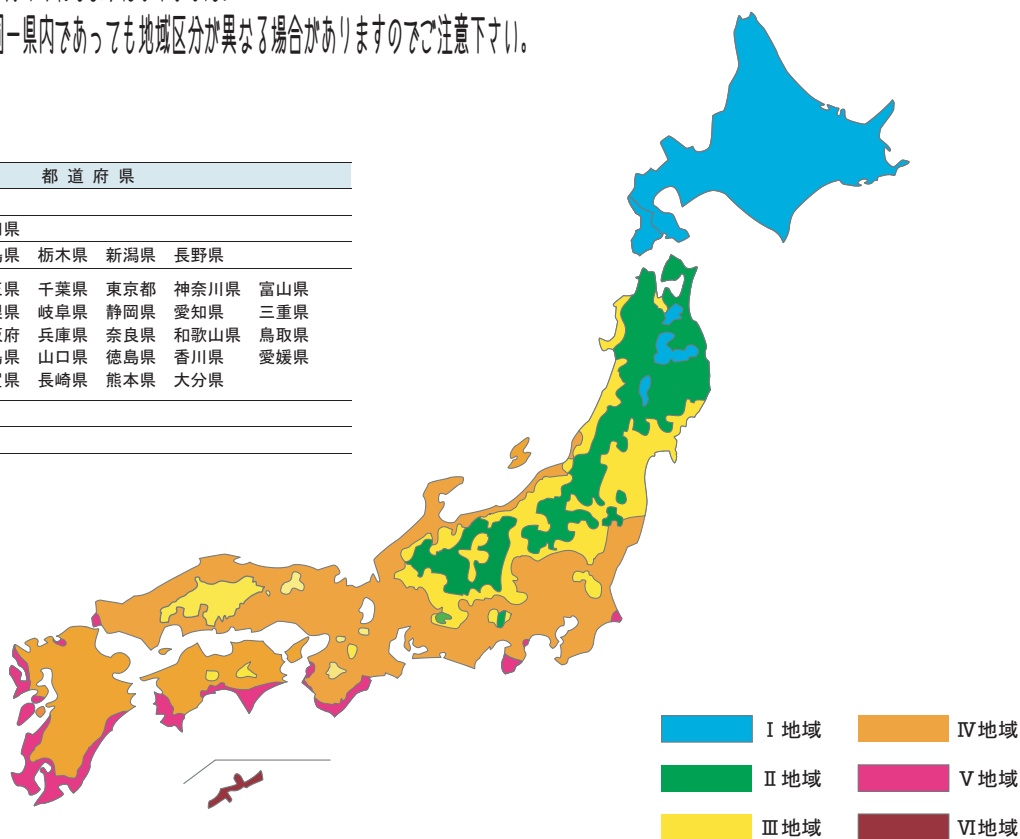 一県内であっても地域区分が異なる場合がありますのでご注意下さい。
都道府県
県
県 栃木県 新潟県 長野県
県 千葉県 東京都 神奈川県 富山県
県 岐阜県 静岡県 愛知県 三重県
府 兵庫県 奈良県 和歌山県 鳥取県
県 山口県 徳島県 香川県 愛媛県
県 長崎県 熊本県 大分県
Ⅰ地域
Ⅳ地域
Ⅱ地域
Ⅴ地域
Ⅲ地域
Ⅵ地域